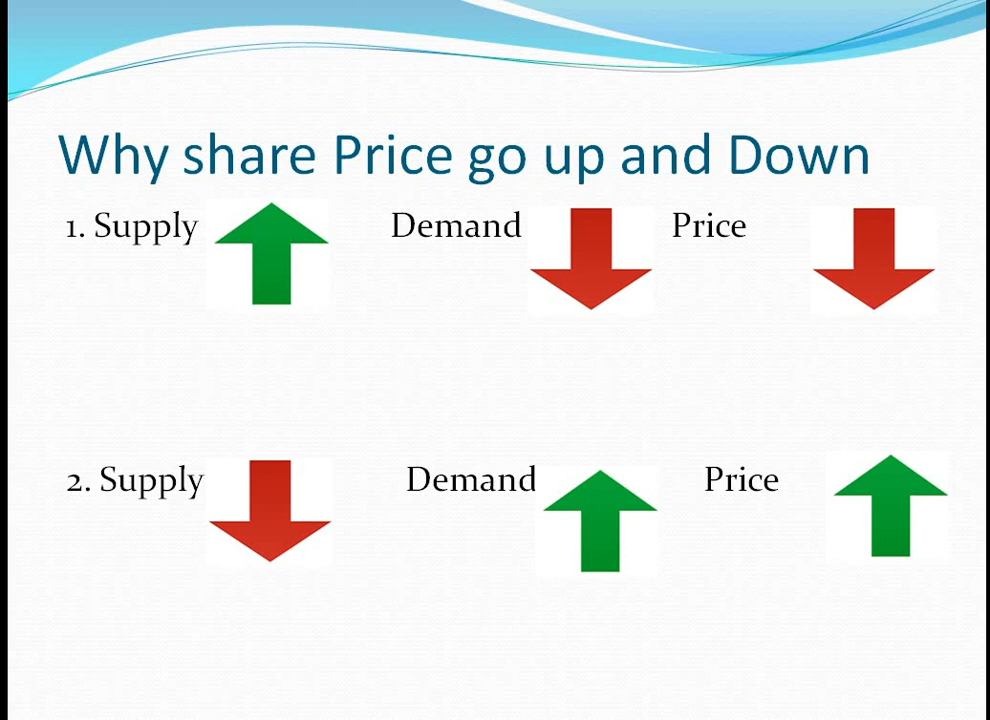 Why share Price go up and Down
1. Supply Demand Price
2. Supply Demand Price